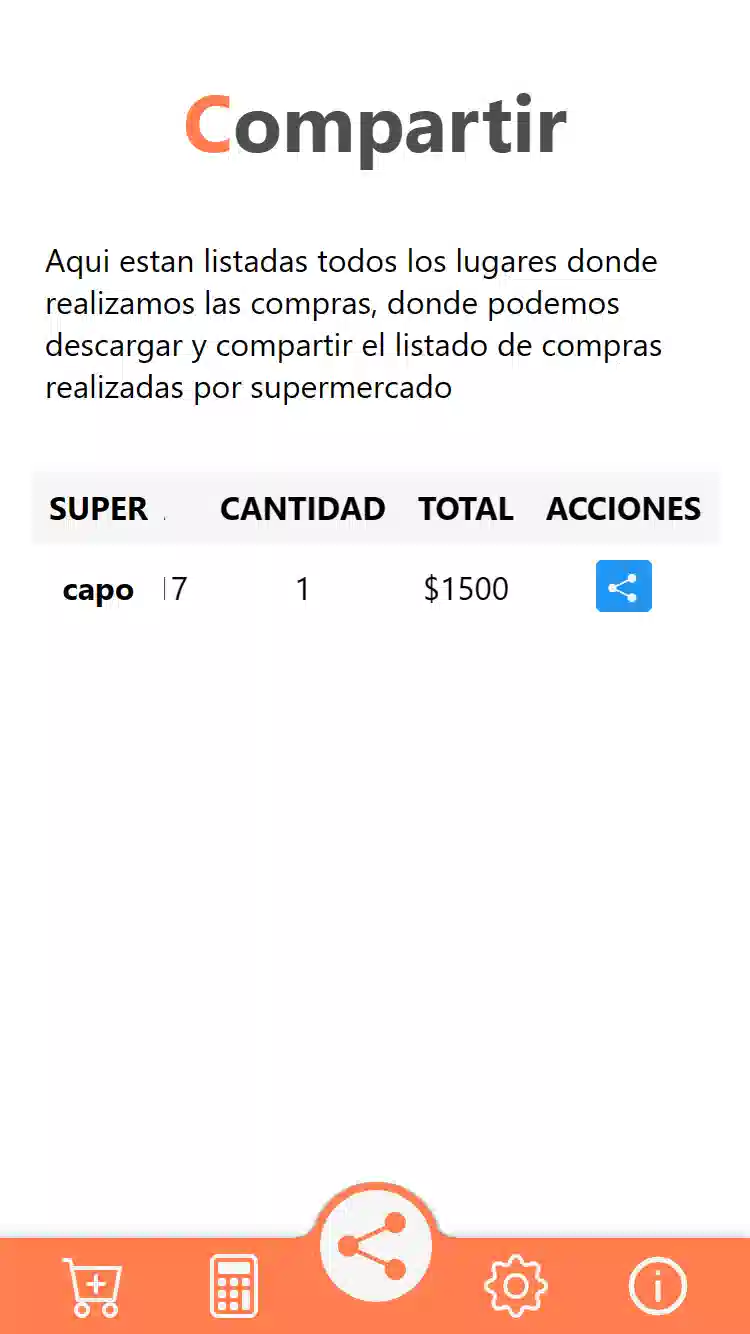 Compartir
Aqui estan listadas todos los lugares donde
realizamos las compras, donde podemos
descargar y compartir el listado de compras
realizadas por supermercado
SUPER CANTIDAD TOTAL ACCIONES
capo 17 1 $1500